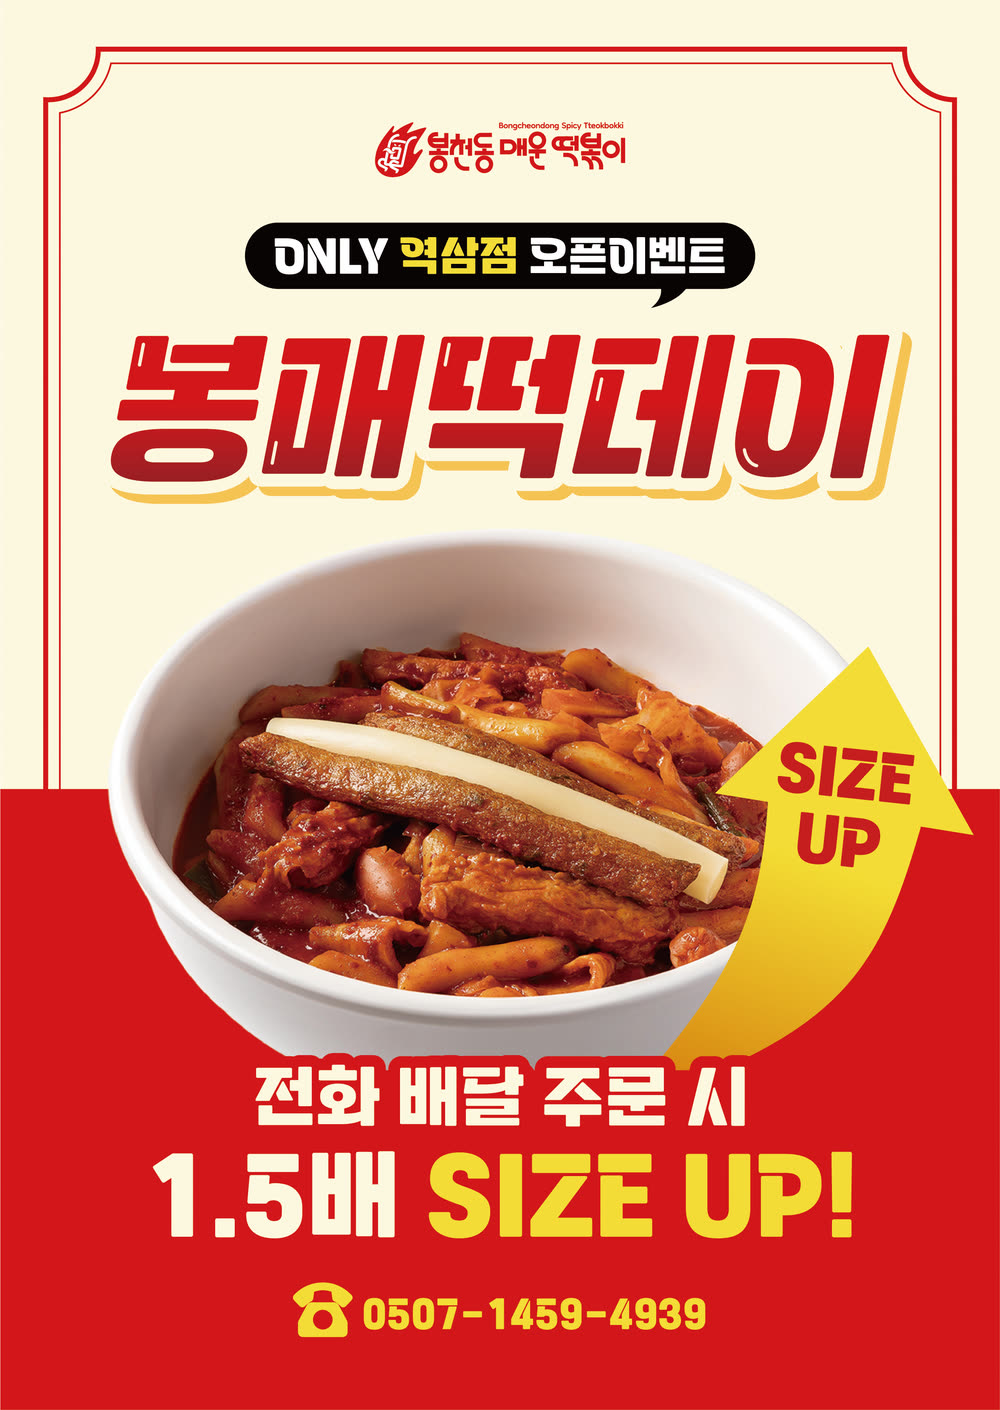 Bongcheondong Spicy Tteokbokki
봉천동 매운 떡볶이
ONLY 역삼점 오픈이벤트
봉매떡데이
SIZE
UP
전화 배달 주문 시
1.5배 SIZE UP!
0507-1459-4939